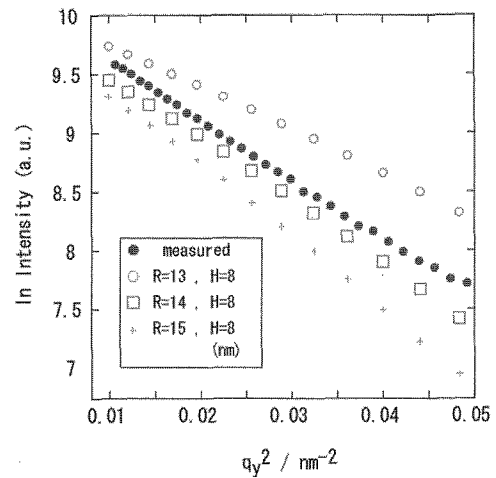 10
9.5
9
8.5
8
7.5
7
ln Intensity (a.u.)
measured
R=13 , H=8
R=14 , H=8
R=15 , H=8
(nm)
0.01
0.02
0.03
0.04
0.05
qy² / nm⁻²